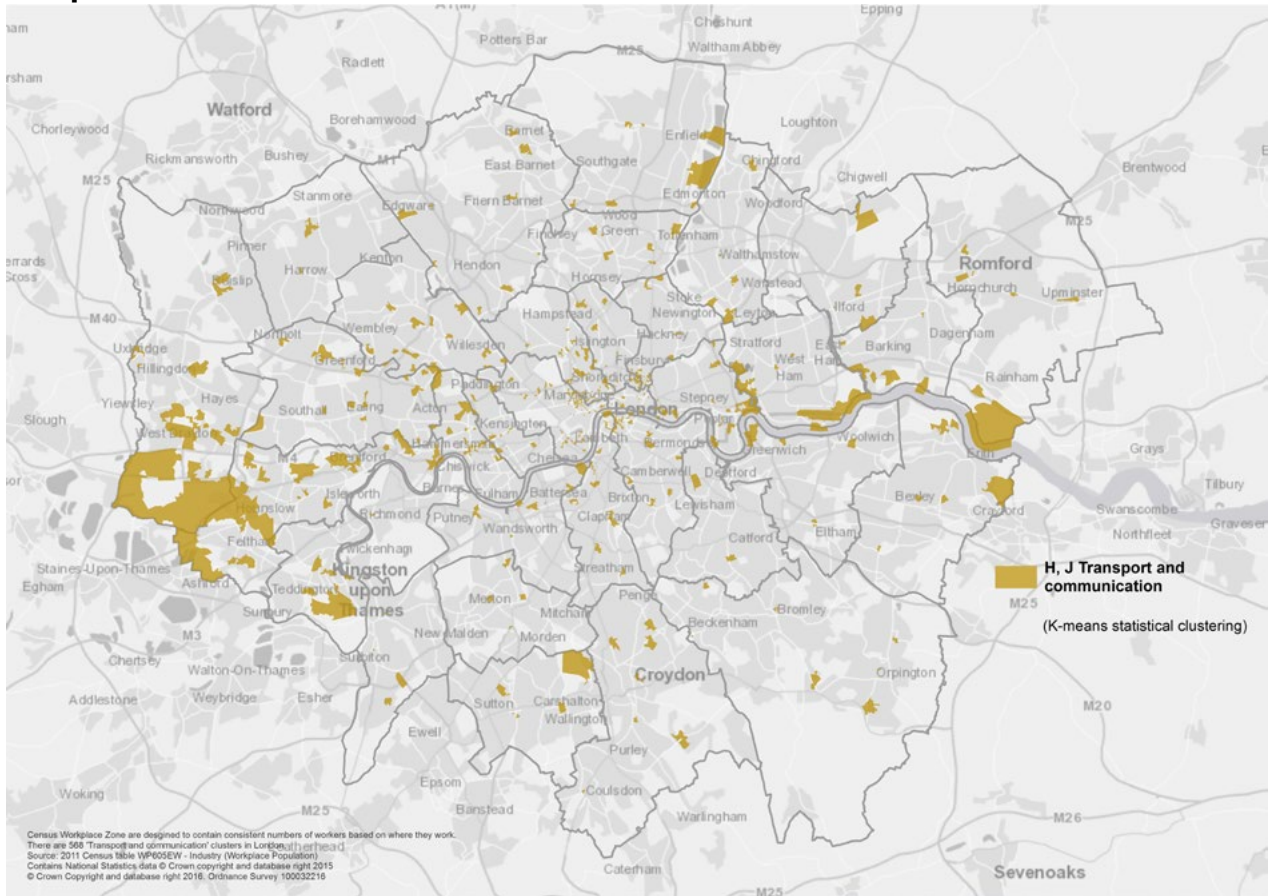 A1(M)
Cheshunt
Epping
Potters Bar
M25
Waltham Abbey
Radlett
Watford
Borehamwood
Loughton
Chorleywood
Enfield
Barnet
Rickmansworth
Bushey
M1
East Barnet
Southgate
Chingford
Brentwood
M25
Chigwell
Edmonton
Stanmore
Northwood
Edgware
Friern Barnet
Woodford
Wood
Green
M25
Pinner
Finchley
Tottenham
Kenton
Walthamstow
Harrow
Hendon
Romford
Hornsey
Wanstead
Ruislip
Hornchurch
Upminster
Stoke
Newington
Ilford
Hampstead
Leyton
M40
Northolt
Wembley
Hackney
Dagenham
Willesden
Islington
Stratford
East
Ham
Barking
Uxbridge
Greenford
Finsbury
West
Ham
Hillingdon
Paddington
Shoreditch
Bow
Rainham
Hayes
Marylebone
Stepney
Yiewsley
Southall
Ealing
Acton
London
Poplar
Slough
Kensington
West Drayton
Hammersmith
Lambeth
Bermondsey
Woolwich
Greenwich
Erith
Grays
M4
Brentford
Chiswick
Chelsea
Camberwell
Deptford
Tilbury
Barnes
Fulham
Battersea
Isleworth
Brixton
Lewisham
Bexley
Hounslow
Richmond
Putney
Clapham
Crayford
Swanscombe
Gravesen
Wandsworth
Eltham
Northfleet
Feltham
Twickenham
Catford
Staines-Upon-Thames
Streatham
Egham
Ashford
Kingston
upon
Thames
Teddington
H, J Transport and
communication
Sunbury
Merton
Mitcham
Penge
Bromley
M25
(K-means statistical clustering)
M3
New Malden
Morden
Beckenham
Chertsey
Walton-On-Thames
Surbiton
Croydon
Orpington
Addlestone
Weybridge
Esher
Sutton
Carshalton
Wallington
M20
Ewell
Purley
Epsom
Woking
Coulsdon
M25
Banstead
Warlingham
M26
Census Workplace Zone are desgined to contain consistent numbers of workers based on where they work.
There are 568 'Transport and communication' clusters in London
Source: 2011 Census table WP605EW - Industry (Workplace Population)
Contains National Statistics data © Crown copyright and database right 2015
© Crown Copyright and database right 2016. Ordnance Survey 100032216
Caterham
Sevenoaks
M25